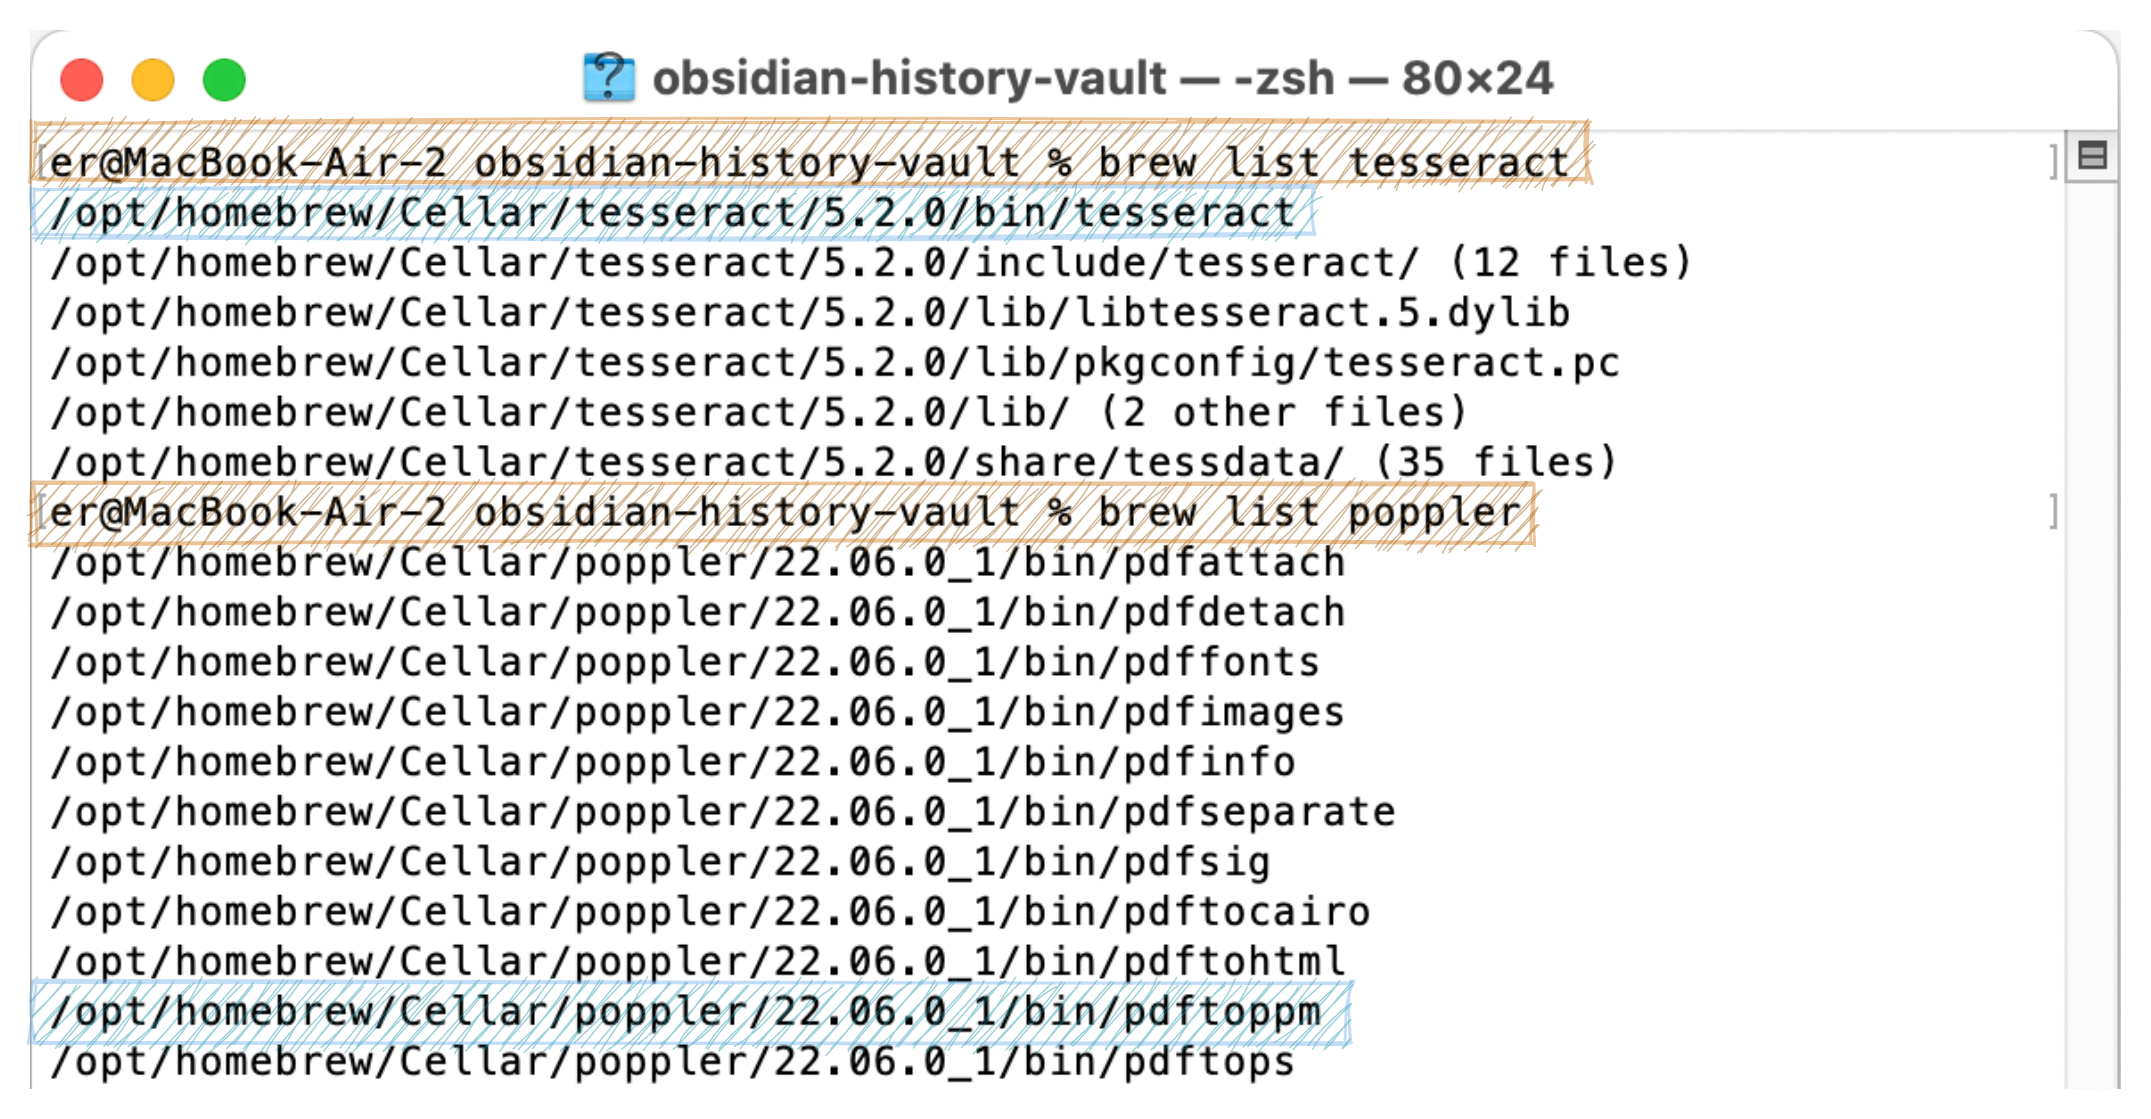 obsidian-history-vault — -zsh — 80×24
[er@MacBook-Air-2 obsidian-history-vault % brew list tesseract ]
/opt/homebrew/Cellar/tesseract/5.2.0/bin/tesseract
/opt/homebrew/Cellar/tesseract/5.2.0/include/tesseract/ (12 files)
/opt/homebrew/Cellar/tesseract/5.2.0/lib/libtesseract.5.dylib
/opt/homebrew/Cellar/tesseract/5.2.0/lib/pkgconfig/tesseract.pc
/opt/homebrew/Cellar/tesseract/5.2.0/lib/ (2 other files)
/opt/homebrew/Cellar/tesseract/5.2.0/share/tessdata/ (35 files)
[er@MacBook-Air-2 obsidian-history-vault % brew list poppler ]
/opt/homebrew/Cellar/poppler/22.06.0_1/bin/pdfattach
/opt/homebrew/Cellar/poppler/22.06.0_1/bin/pdfdetach
/opt/homebrew/Cellar/poppler/22.06.0_1/bin/pdffonts
/opt/homebrew/Cellar/poppler/22.06.0_1/bin/pdfimages
/opt/homebrew/Cellar/poppler/22.06.0_1/bin/pdfinfo
/opt/homebrew/Cellar/poppler/22.06.0_1/bin/pdfseparate
/opt/homebrew/Cellar/poppler/22.06.0_1/bin/pdfsig
/opt/homebrew/Cellar/poppler/22.06.0_1/bin/pdftocairo
/opt/homebrew/Cellar/poppler/22.06.0_1/bin/pdftohtml
/opt/homebrew/Cellar/poppler/22.06.0_1/bin/pdftoppm
/opt/homebrew/Cellar/poppler/22.06.0_1/bin/pdftops